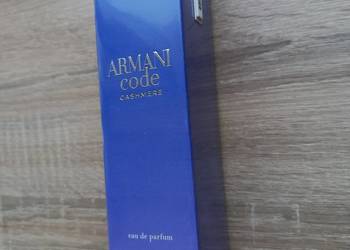 ARMANI
code
CASHMERE
eau de parfum